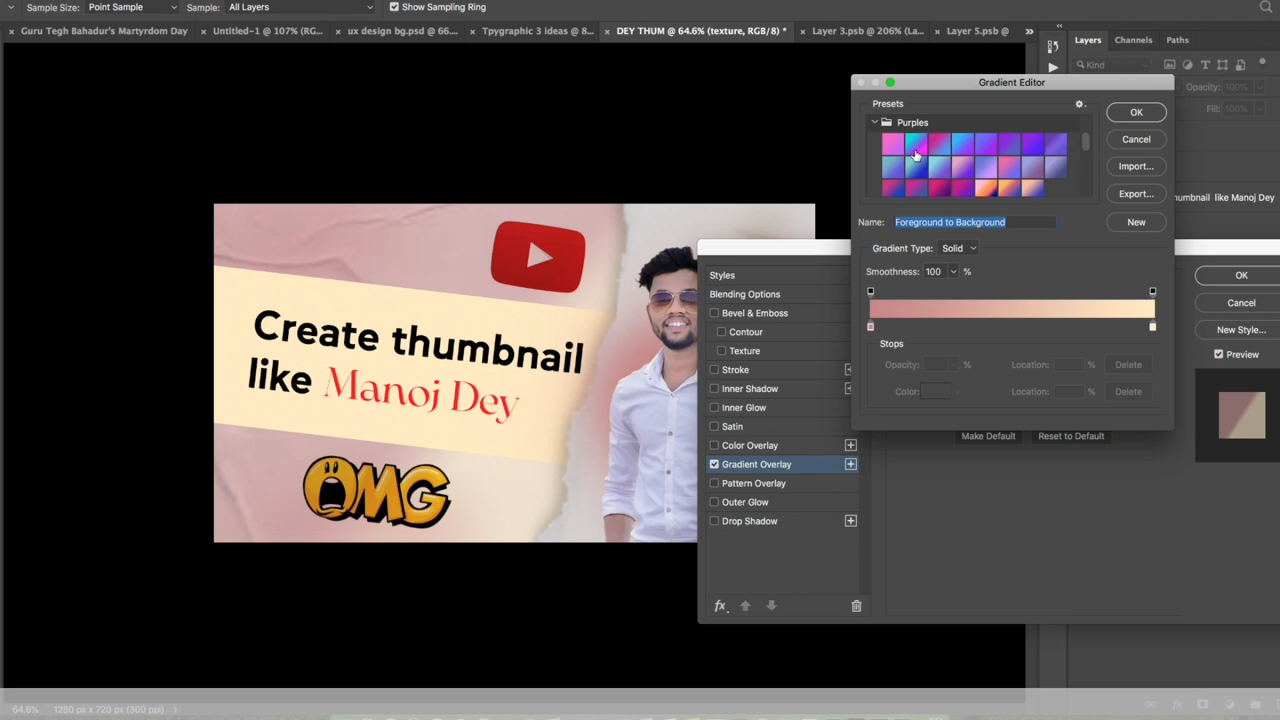 Sample Size: Point Sample Sample: All Layers Show Sampling Ring
Guru Tegh Bahadur's Martyrdom Day Untitled-1 @ 107% (RG... ux design bg.psd @ 66.... Tpygraphic 3 ideas @ 8... DEY THUM @ 64.6% (texture, RGB/8) * Layer 3.psb @ 206% (La... Layer 5.psb @
Layers Channels Paths
Kind
Opacity: 100%
Fill: 100%
thumbnail like Manoj Dey
Gradient Editor
Presets
Purples
OK
Cancel
Import...
Export...
New
Name: Foreground to Background
Gradient Type: Solid
Smoothness: 100 %
Stops
Opacity: % Location: % Delete
Color: Location: % Delete
Make Default Reset to Default
Styles
Blending Options
Bevel & Emboss
Contour
Texture
Stroke
Inner Shadow
Inner Glow
Satin
Color Overlay
Gradient Overlay
Pattern Overlay
Outer Glow
Drop Shadow
fx
OK
Cancel
New Style...
Preview
Create thumbnail
like Manoj Dey
OMG
64.6% 1280 px x 720 px (300 ppi)
fx